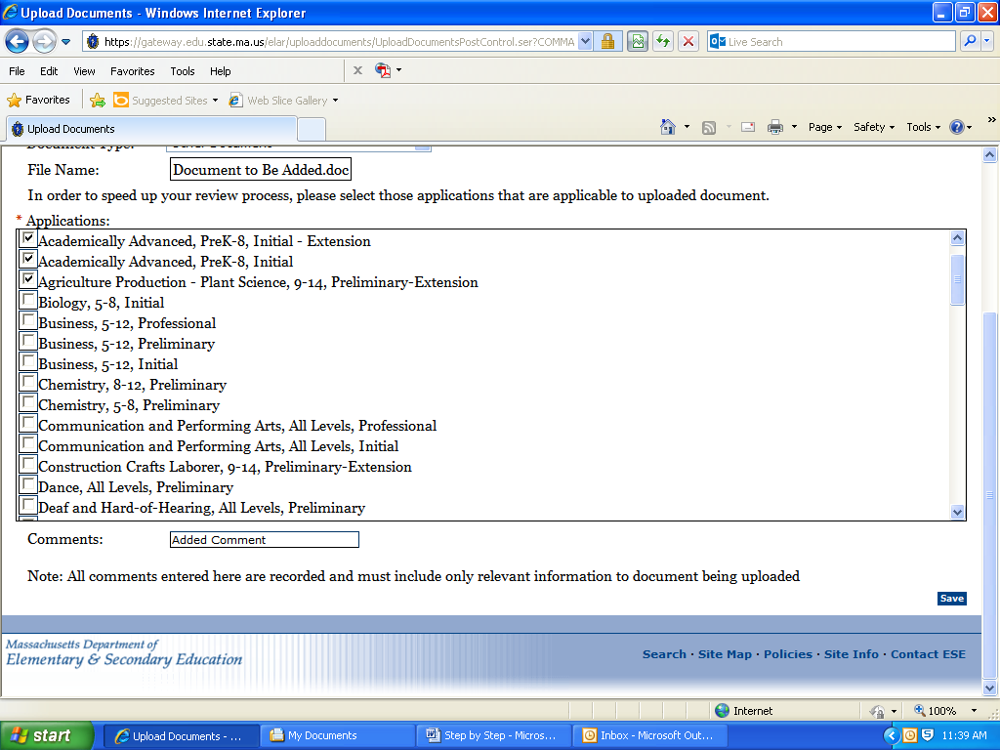 Upload Documents - Windows Internet Explorer
https://gateway.edu.state.ma.us/elar/uploaddocuments/UploadDocumentsPostControl.ser?COMMA
Live Search
File Edit View Favorites Tools Help
Favorites Suggested Sites Web Slice Gallery
Upload Documents Page Safety Tools
File Name: Document to Be Added.doc
In order to speed up your review process, please select those applications that are applicable to uploaded document.
* Applications:
Academically Advanced, PreK-8, Initial - Extension
Academically Advanced, PreK-8, Initial
Agriculture Production - Plant Science, 9-14, Preliminary-Extension
Biology, 5-8, Initial
Business, 5-12, Professional
Business, 5-12, Preliminary
Business, 5-12, Initial
Chemistry, 8-12, Preliminary
Chemistry, 5-8, Preliminary
Communication and Performing Arts, All Levels, Professional
Communication and Performing Arts, All Levels, Initial
Construction Crafts Laborer, 9-14, Preliminary-Extension
Dance, All Levels, Preliminary
Deaf and Hard-of-Hearing, All Levels, Preliminary
Comments: Added Comment
Note: All comments entered here are recorded and must include only relevant information to document being uploaded
Save
Massachusetts Department of
Elementary & Secondary Education
Search · Site Map · Policies · Site Info · Contact ESE
Internet 100%
start Upload Documents - ... My Documents Step by Step - Micros... Inbox - Microsoft Out... 11:39 AM